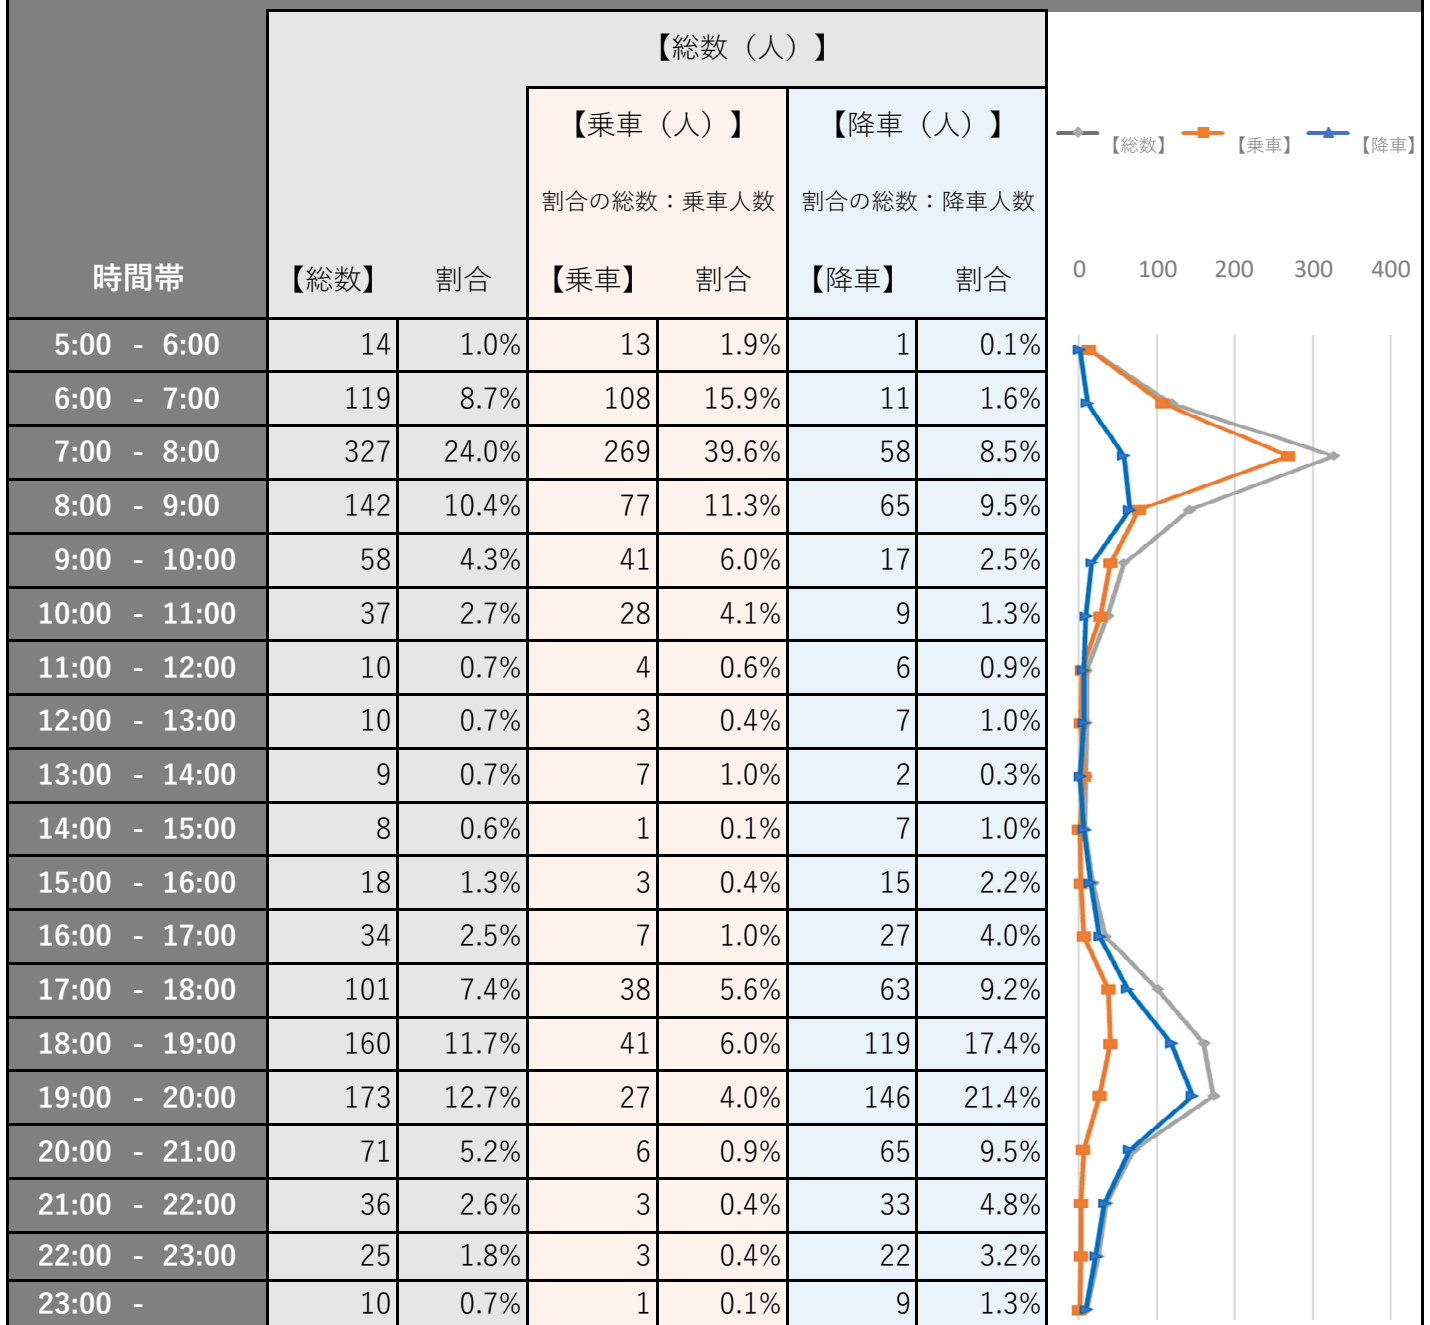 【総数（人）】
【乗車（人）】 【降車（人）】
【総数】 【乗車】 【降車】
割合の総数：乗車人数 割合の総数：降車人数
時間帯 【総数】 割合 【乗車】 割合 【降車】 割合 0 100 200 300 400
5:00 - 6:00 14 1.0% 13 1.9% 1 0.1%
6:00 - 7:00 119 8.7% 108 15.9% 11 1.6%
7:00 - 8:00 327 24.0% 269 39.6% 58 8.5%
8:00 - 9:00 142 10.4% 77 11.3% 65 9.5%
9:00 - 10:00 58 4.3% 41 6.0% 17 2.5%
10:00 - 11:00 37 2.7% 28 4.1% 9 1.3%
11:00 - 12:00 10 0.7% 4 0.6% 6 0.9%
12:00 - 13:00 10 0.7% 3 0.4% 7 1.0%
13:00 - 14:00 9 0.7% 7 1.0% 2 0.3%
14:00 - 15:00 8 0.6% 1 0.1% 7 1.0%
15:00 - 16:00 18 1.3% 3 0.4% 15 2.2%
16:00 - 17:00 34 2.5% 7 1.0% 27 4.0%
17:00 - 18:00 101 7.4% 38 5.6% 63 9.2%
18:00 - 19:00 160 11.7% 41 6.0% 119 17.4%
19:00 - 20:00 173 12.7% 27 4.0% 146 21.4%
20:00 - 21:00 71 5.2% 6 0.9% 65 9.5%
21:00 - 22:00 36 2.6% 3 0.4% 33 4.8%
22:00 - 23:00 25 1.8% 3 0.4% 22 3.2%
23:00 - 10 0.7% 1 0.1% 9 1.3%